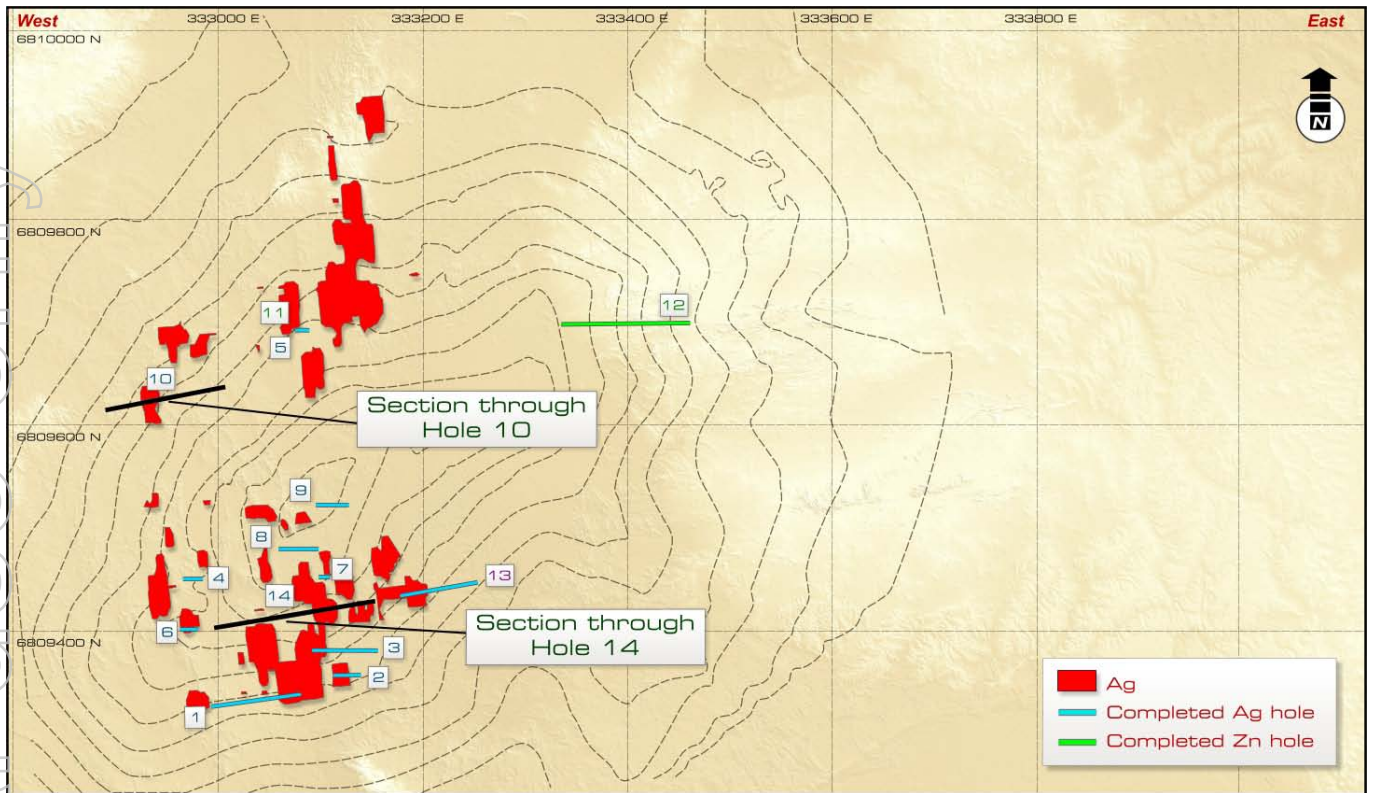 West
333000 E
333200 E
333400 E
333600 E
333800 E
East
6810000 N
N
6809800 N
12
11
5
10
Section through
Hole 10
6809600 N
9
8
7
4
13
14
6
Section through
Hole 14
6809400 N
3
2
1
Ag
Completed Ag hole
Completed Zn hole